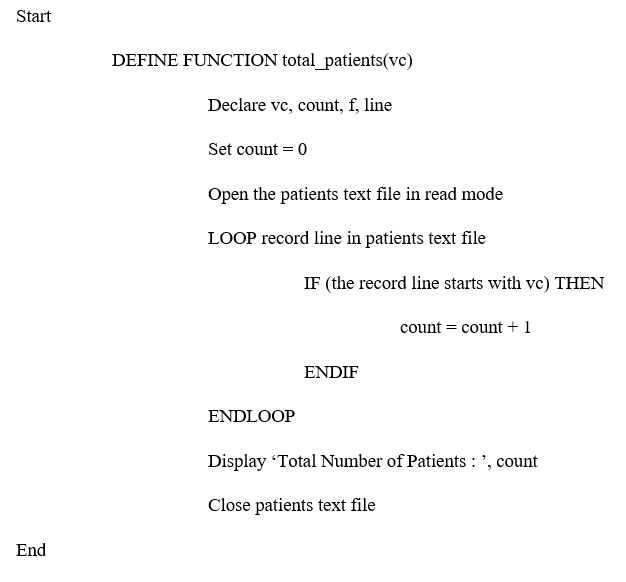 Start
DEFINE FUNCTION total_patients(vc)
Declare vc, count, f, line
Set count = 0
Open the patients text file in read mode
LOOP record line in patients text file
IF (the record line starts with vc) THEN
count = count + 1
ENDIF
ENDLOOP
Display ‘Total Number of Patients : ’, count
Close patients text file
End